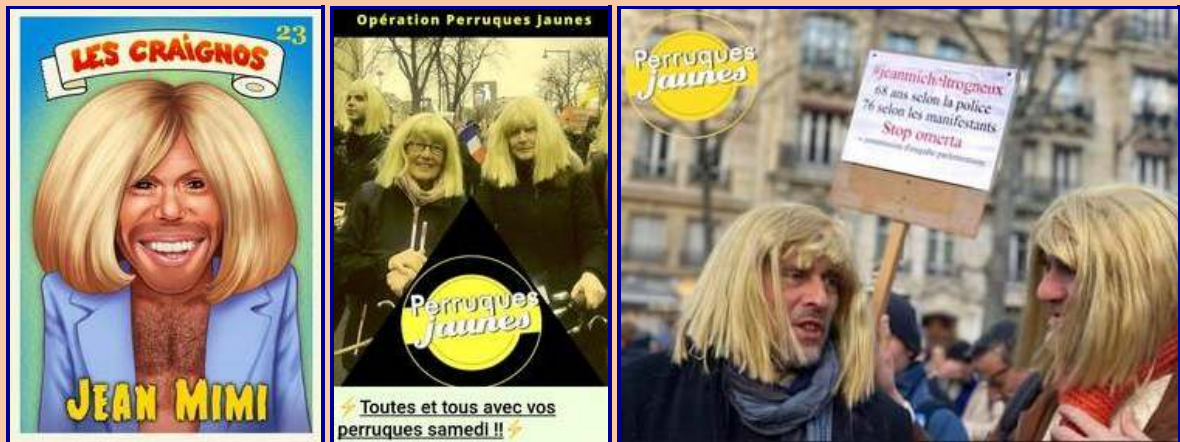 LES CRAiGNOS
23
JEAN MIMI
Opération Perruques Jaunes
Perruques
jaunes
⚡Toutes et tous avec vos
perruques samedi !!⚡
Perruques
jaunes
#jeanmicheltrogneux
68 ans selon la police
76 selon les manifestants
Stop omerta